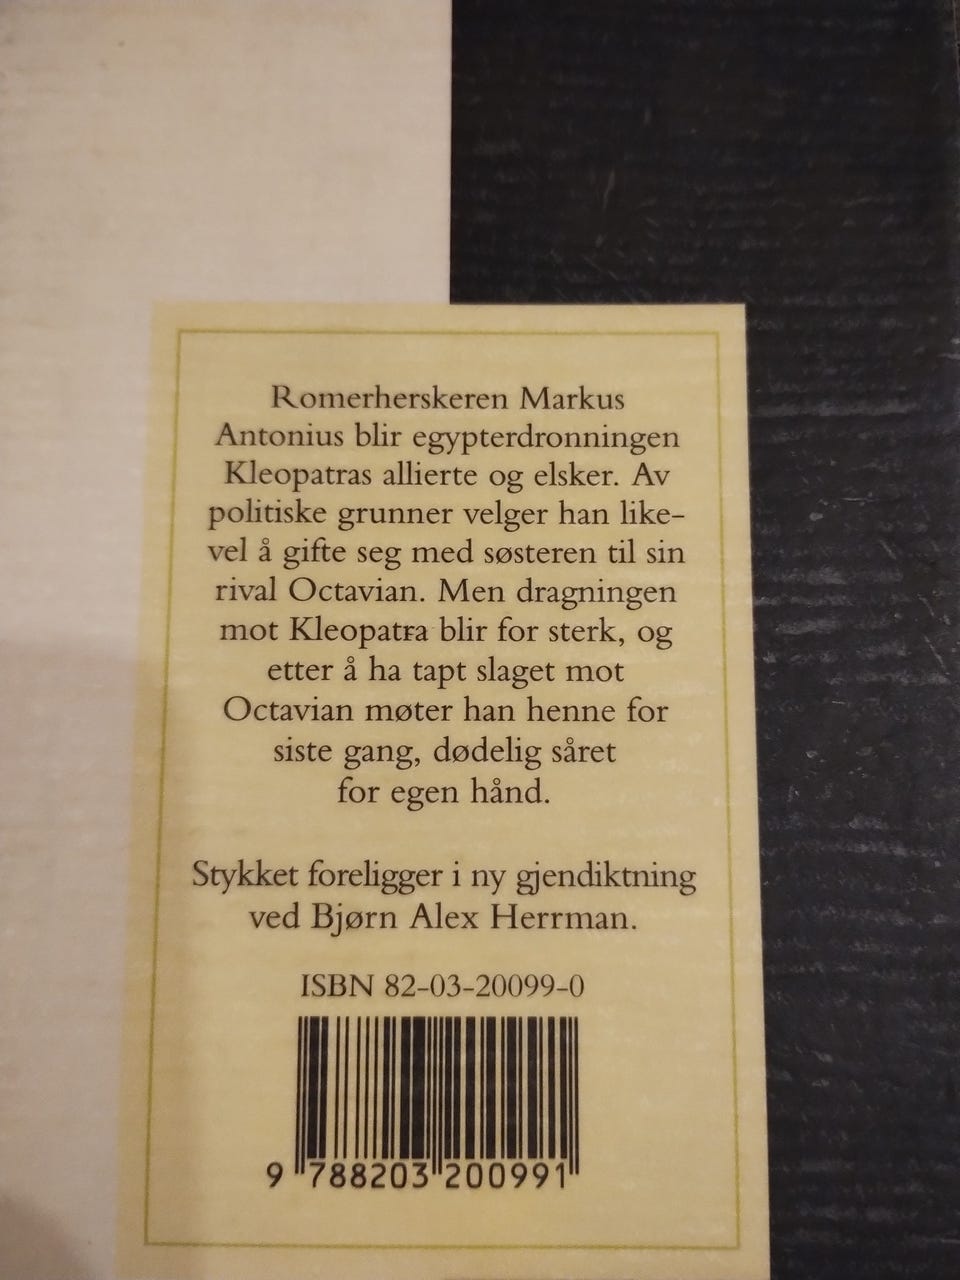 Romerherskeren Markus
Antonius blir egypterdronningen
Kleopatras allierte og elsker. Av
politiske grunner velger han like-
vel å gifte seg med søsteren til sin
rival Octavian. Men dragningen
mot Kleopatra blir for sterk, og
etter å ha tapt slaget mot
Octavian møter han henne for
siste gang, dødelig såret
for egen hånd.
Stykket foreligger i ny gjendiktning
ved Bjørn Alex Herrman.
ISBN 82-03-20099-0
9 788203 200991